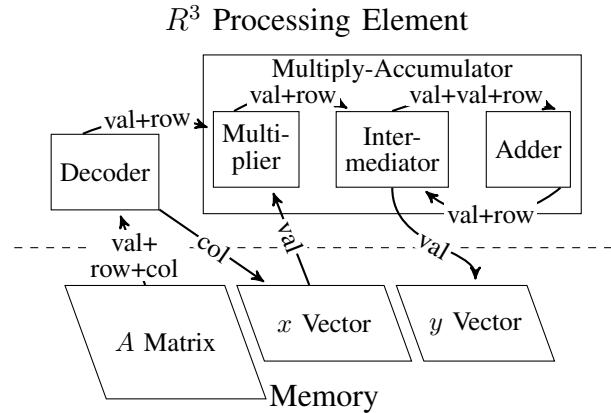 R³ Processing Element
Multiply-Accumulator
val+row
val+row
val+val+row
Decoder
Multi-
plier
Inter-
mediator
Adder
val+row
val+
row+col
col
val
val
A Matrix
x Vector
y Vector
Memory